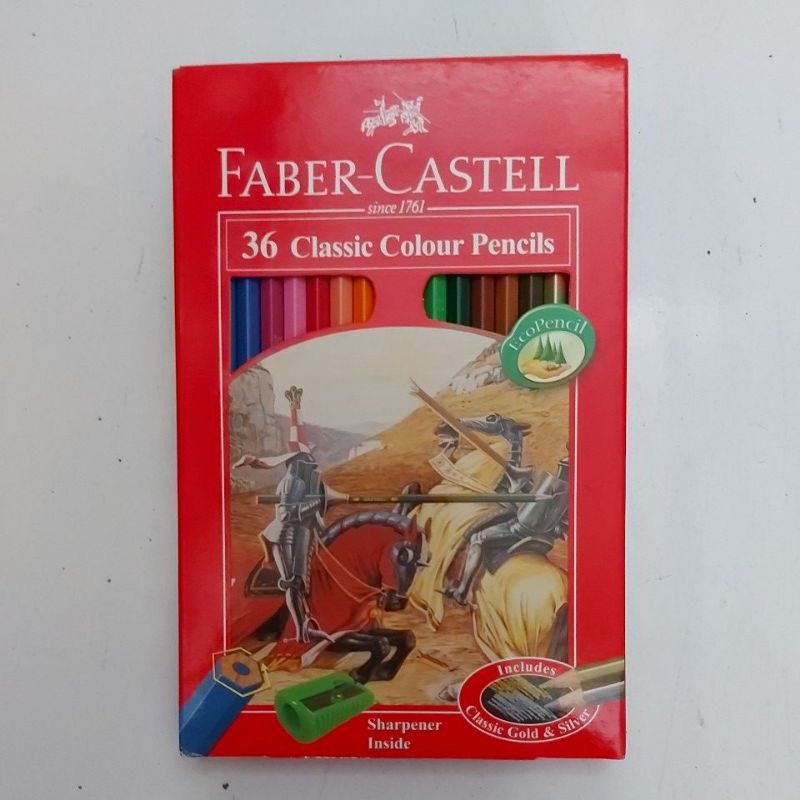 FABER-CASTELL
since 1761
36 Classic Colour Pencils
EcoPencil
Includes
Classic Gold & Silver
Sharpener
Inside